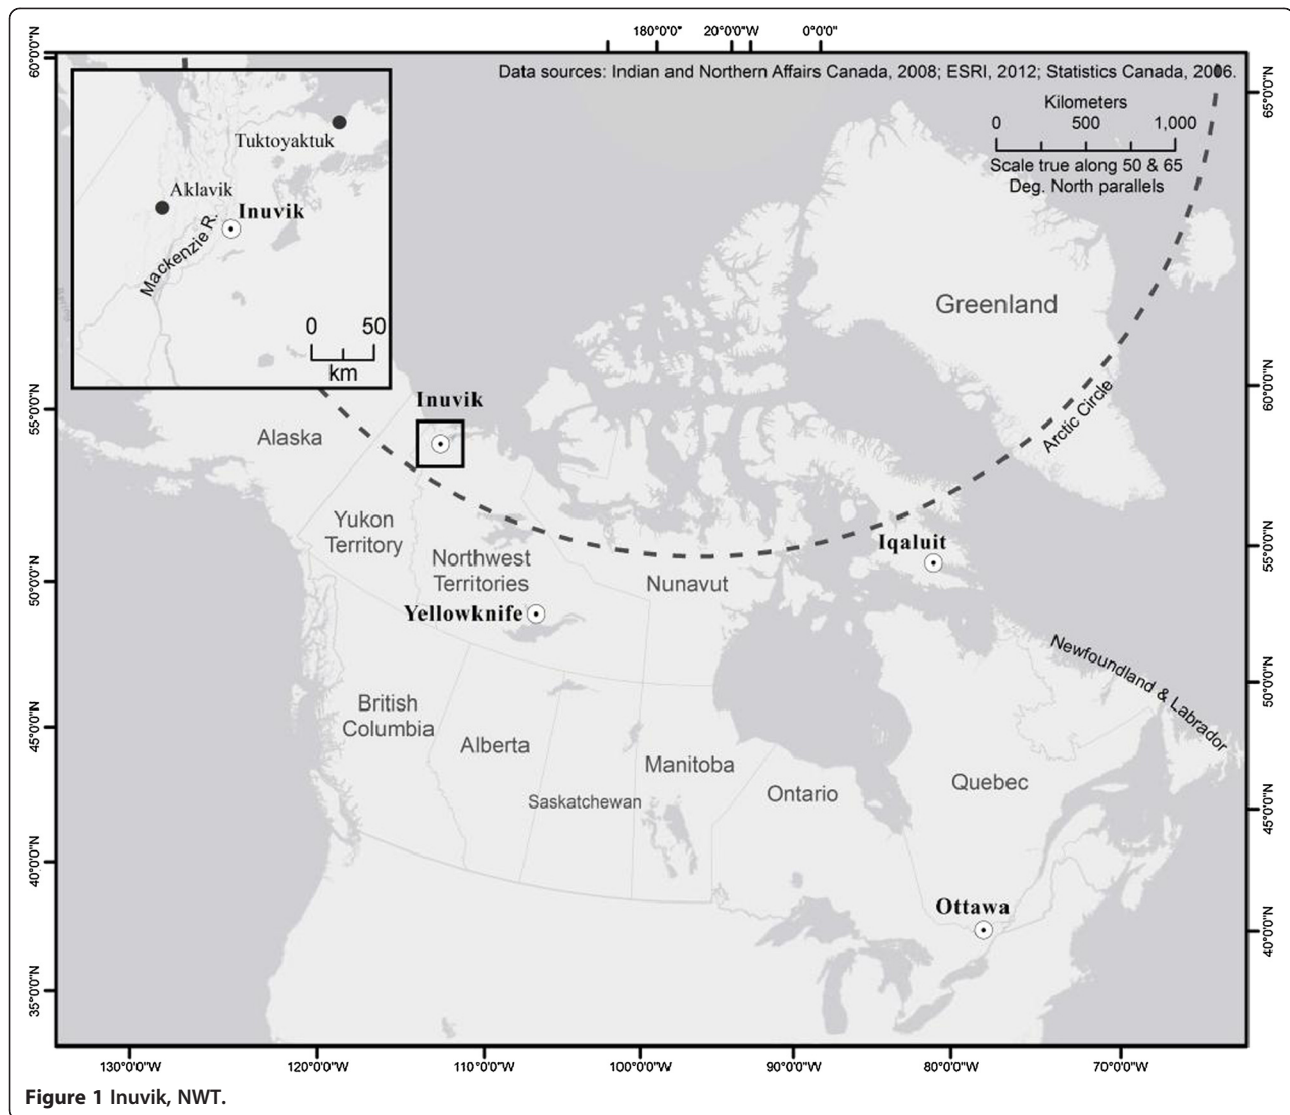 180°0'0" 20°0'0"W 0°0'0"
Data sources: Indian and Northern Affairs Canada, 2008; ESRI, 2012; Statistics Canada, 2006.
Kilometers
0 500 1,000
Scale true along 50 & 65
Deg. North parallels
60°0'0"N
55°0'0"N
50°0'0"N
45°0'0"N
40°0'0"N
35°0'0"N
Tuktoyaktuk
Aklavik
Inuvik
Mackenzie R.
0 50
km
Greenland
Inuvik
Alaska
Arctic Circle
Yukon
Territory
Northwest
Territories
Iqaluit
Nunavut
Yellowknife
Newfoundland & Labrador
British
Columbia
Alberta
Manitoba
Saskatchewan
Ontario
Quebec
Ottawa
65°0'0"N
60°0'0"N
55°0'0"N
50°0'0"N
45°0'0"N
40°0'0"N
130°0'0"W 120°0'0"W 110°0'0"W 100°0'0"W 90°0'0"W 80°0'0"W 70°0'0"W
Figure 1 Inuvik, NWT.